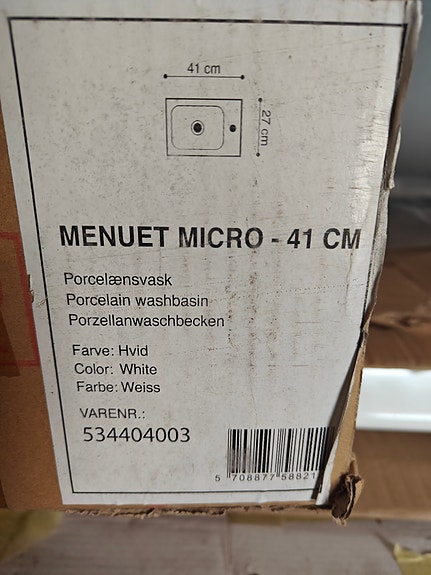 41 cm
27 cm
MENUET MICRO - 41 CM
Porcelænsvask
Porcelain washbasin
Porzellanwaschbecken
Farve: Hvid
Color: White
Farbe: Weiss
VARENR.:
534404003
5 708877 58821